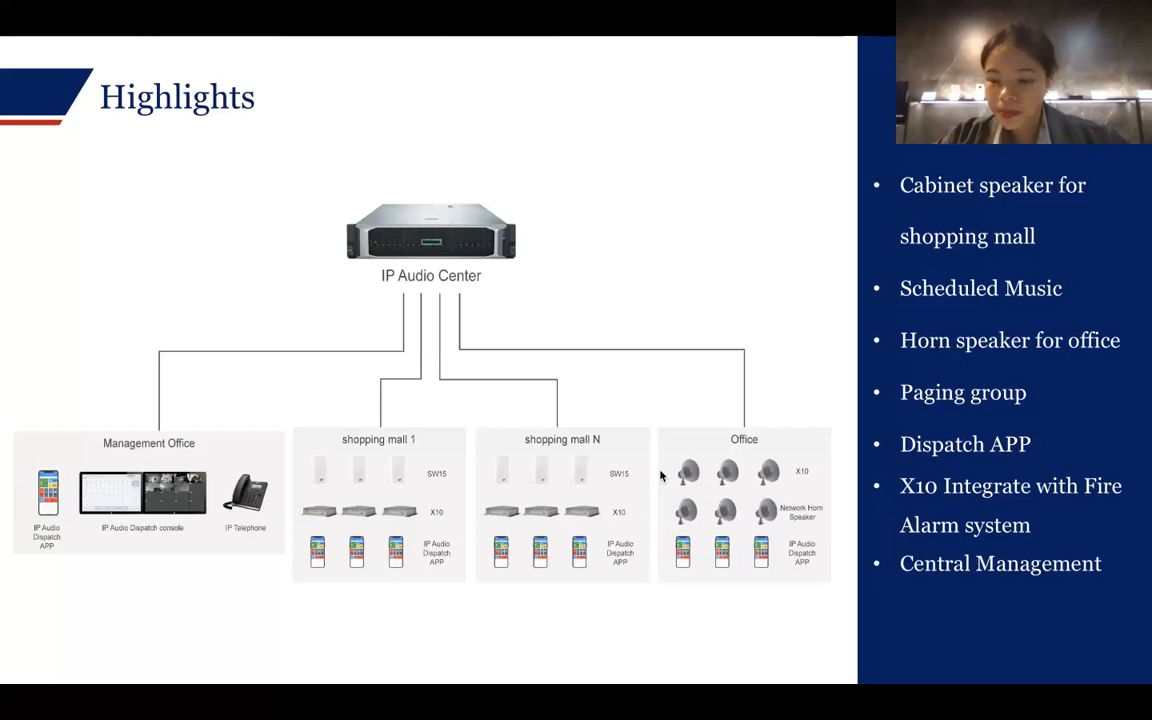 Highlights
IP Audio Center
Management Office
IP Audio
Dispatch
APP
IP Audio Dispatch console
IP Telephone
shopping mall 1
SW15
X10
IP Audio
Dispatch
APP
shopping mall N
SW15
X10
IP Audio
Dispatch
APP
Office
X10
Network Horn
Speaker
IP Audio
Dispatch
APP
• Cabinet speaker for
shopping mall
• Scheduled Music
• Horn speaker for office
• Paging group
• Dispatch APP
• X10 Integrate with Fire
Alarm system
• Central Management